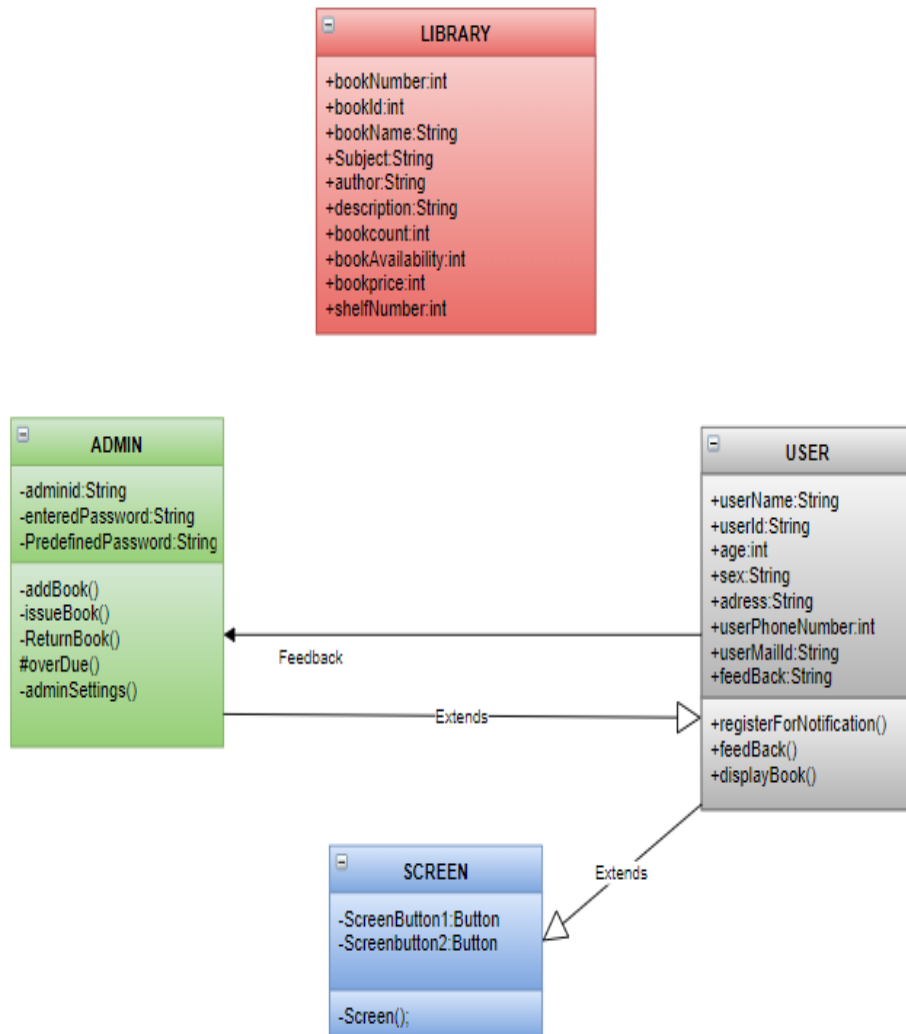 LIBRARY
+bookNumber:int
+bookId:int
+bookName:String
+Subject:String
+author:String
+description:String
+bookcount:int
+bookAvailability:int
+bookprice:int
+shelfNumber:int
ADMIN
-adminid:String
-enteredPassword:String
-PredefinedPassword:String
-addBook()
-issueBook()
-ReturnBook()
#overDue()
-adminSettings()
USER
+userName:String
+userId:String
+age:int
+sex:String
+adress:String
+userPhoneNumber:int
+userMailId:String
+feedBack:String
+registerForNotification()
+feedBack()
+displayBook()
Feedback
Extends
Extends
SCREEN
-ScreenButton1:Button
-Screenbutton2:Button
-Screen();